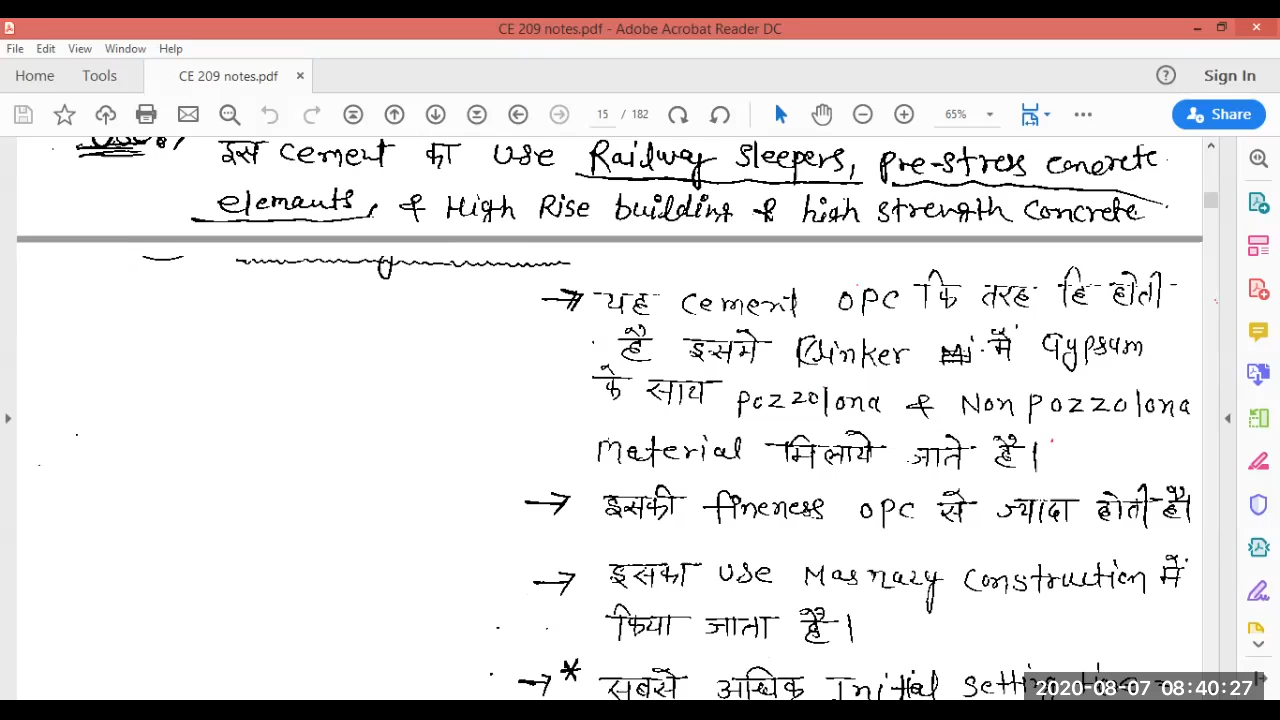 CE 209 notes.pdf - Adobe Acrobat Reader DC
File Edit View Window Help
Home Tools CE 209 notes.pdf × Sign In
15 / 182 65% Share
इस cement का use Railway Sleepers, Pre-stress concrete
elemants, & High Rise building & high strength concrete
→ यह cement OPC कि तरह हि होती
है इसमे Clinker में Gypsum
के साथ Pozzolona & Non Pozzolona
Material मिलाये जाते है।
→ इसकी fineness OPC से ज्यादा होती है।
→ इसका use Masnazy Construction में
किया जाता है।
→ * सबसे अधिक Initial Setting
2020-08-07 08:40:27